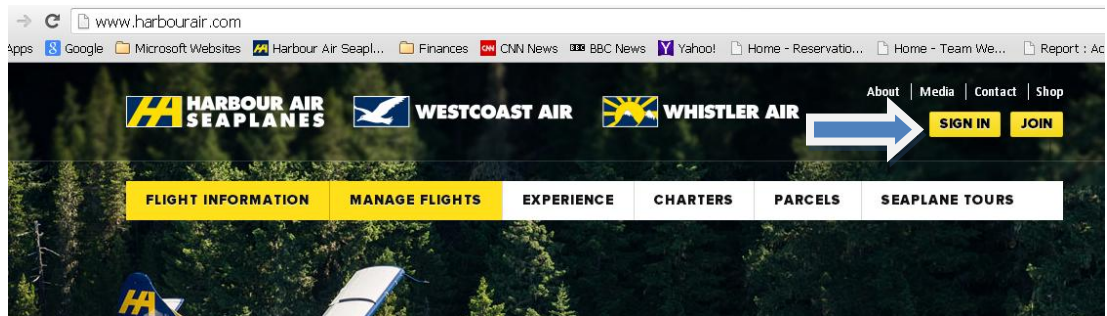 www.harbourair.com
Apps Google Microsoft Websites Harbour Air Seapl... Finances CNN News BBC News Yahoo! Home - Reservatio... Home - Team We... Report : Ac
About Media Contact Shop
HARBOUR AIR SEAPLANES WESTCOAST AIR WHISTLER AIR
SIGN IN JOIN
FLIGHT INFORMATION MANAGE FLIGHTS EXPERIENCE CHARTERS PARCELS SEAPLANE TOURS
HA